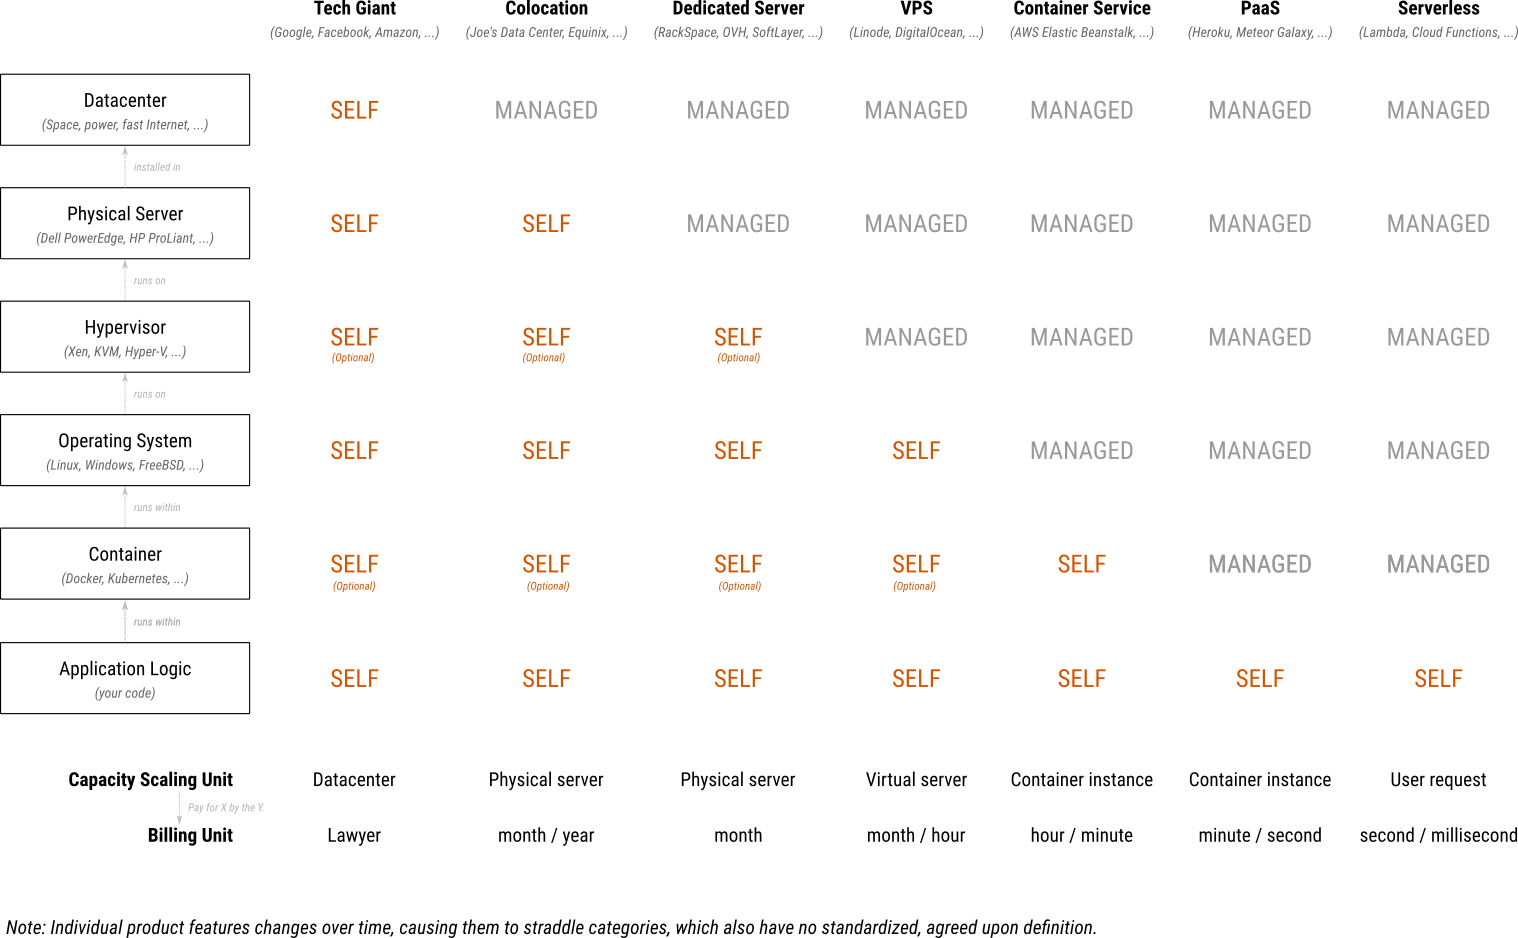 Tech Giant Colocation Dedicated Server VPS Container Service PaaS Serverless
(Google, Facebook, Amazon, ...) (Joe's Data Center, Equinix, ...) (RackSpace, OVH, SoftLayer, ...) (Linode, DigitalOcean, ...) (AWS Elastic Beanstalk, ...) (Heroku, Meteor Galaxy, ...) (Lambda, Cloud Functions, ...)
Datacenter
(Space, power, fast Internet, ...)
SELF MANAGED MANAGED MANAGED MANAGED MANAGED MANAGED
installed in
Physical Server
(Dell PowerEdge, HP ProLiant, ...)
SELF SELF MANAGED MANAGED MANAGED MANAGED MANAGED
runs on
Hypervisor
(Xen, KVM, Hyper-V, ...)
SELF SELF SELF MANAGED MANAGED MANAGED MANAGED
(Optional) (Optional) (Optional)
runs on
Operating System
(Linux, Windows, FreeBSD, ...)
SELF SELF SELF SELF MANAGED MANAGED MANAGED
runs within
Container
(Docker, Kubernetes, ...)
SELF SELF SELF SELF SELF MANAGED MANAGED
(Optional) (Optional) (Optional) (Optional)
runs within
Application Logic
(your code)
SELF SELF SELF SELF SELF SELF SELF
Capacity Scaling Unit Datacenter Physical server Physical server Virtual server Container instance Container instance User request
Pay for X by the Y.
Billing Unit Lawyer month / year month month / hour hour / minute minute / second second / millisecond
Note: Individual product features changes over time, causing them to straddle categories, which also have no standardized, agreed upon definition.